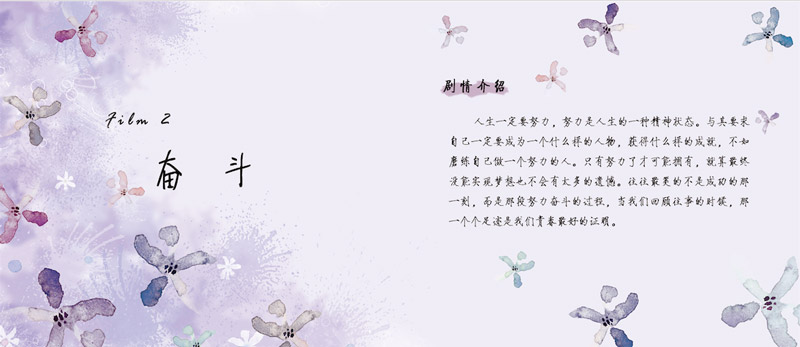 Film 2
奋 斗
剧情介绍
人生一定要努力，努力是人生的一种精神状态。与其要求
自己一定要成为一个什么样的人物，获得什么样的成就，不如
磨练自己做一个努力的人。只有努力了才可能拥有，就算最终
没能实现梦想也不会有太多的遗憾。往往最美的不是成功的那
一刻，而是那段努力奋斗的过程，当我们回顾往事的时候，那
一个个足迹是我们青春最好的证明。